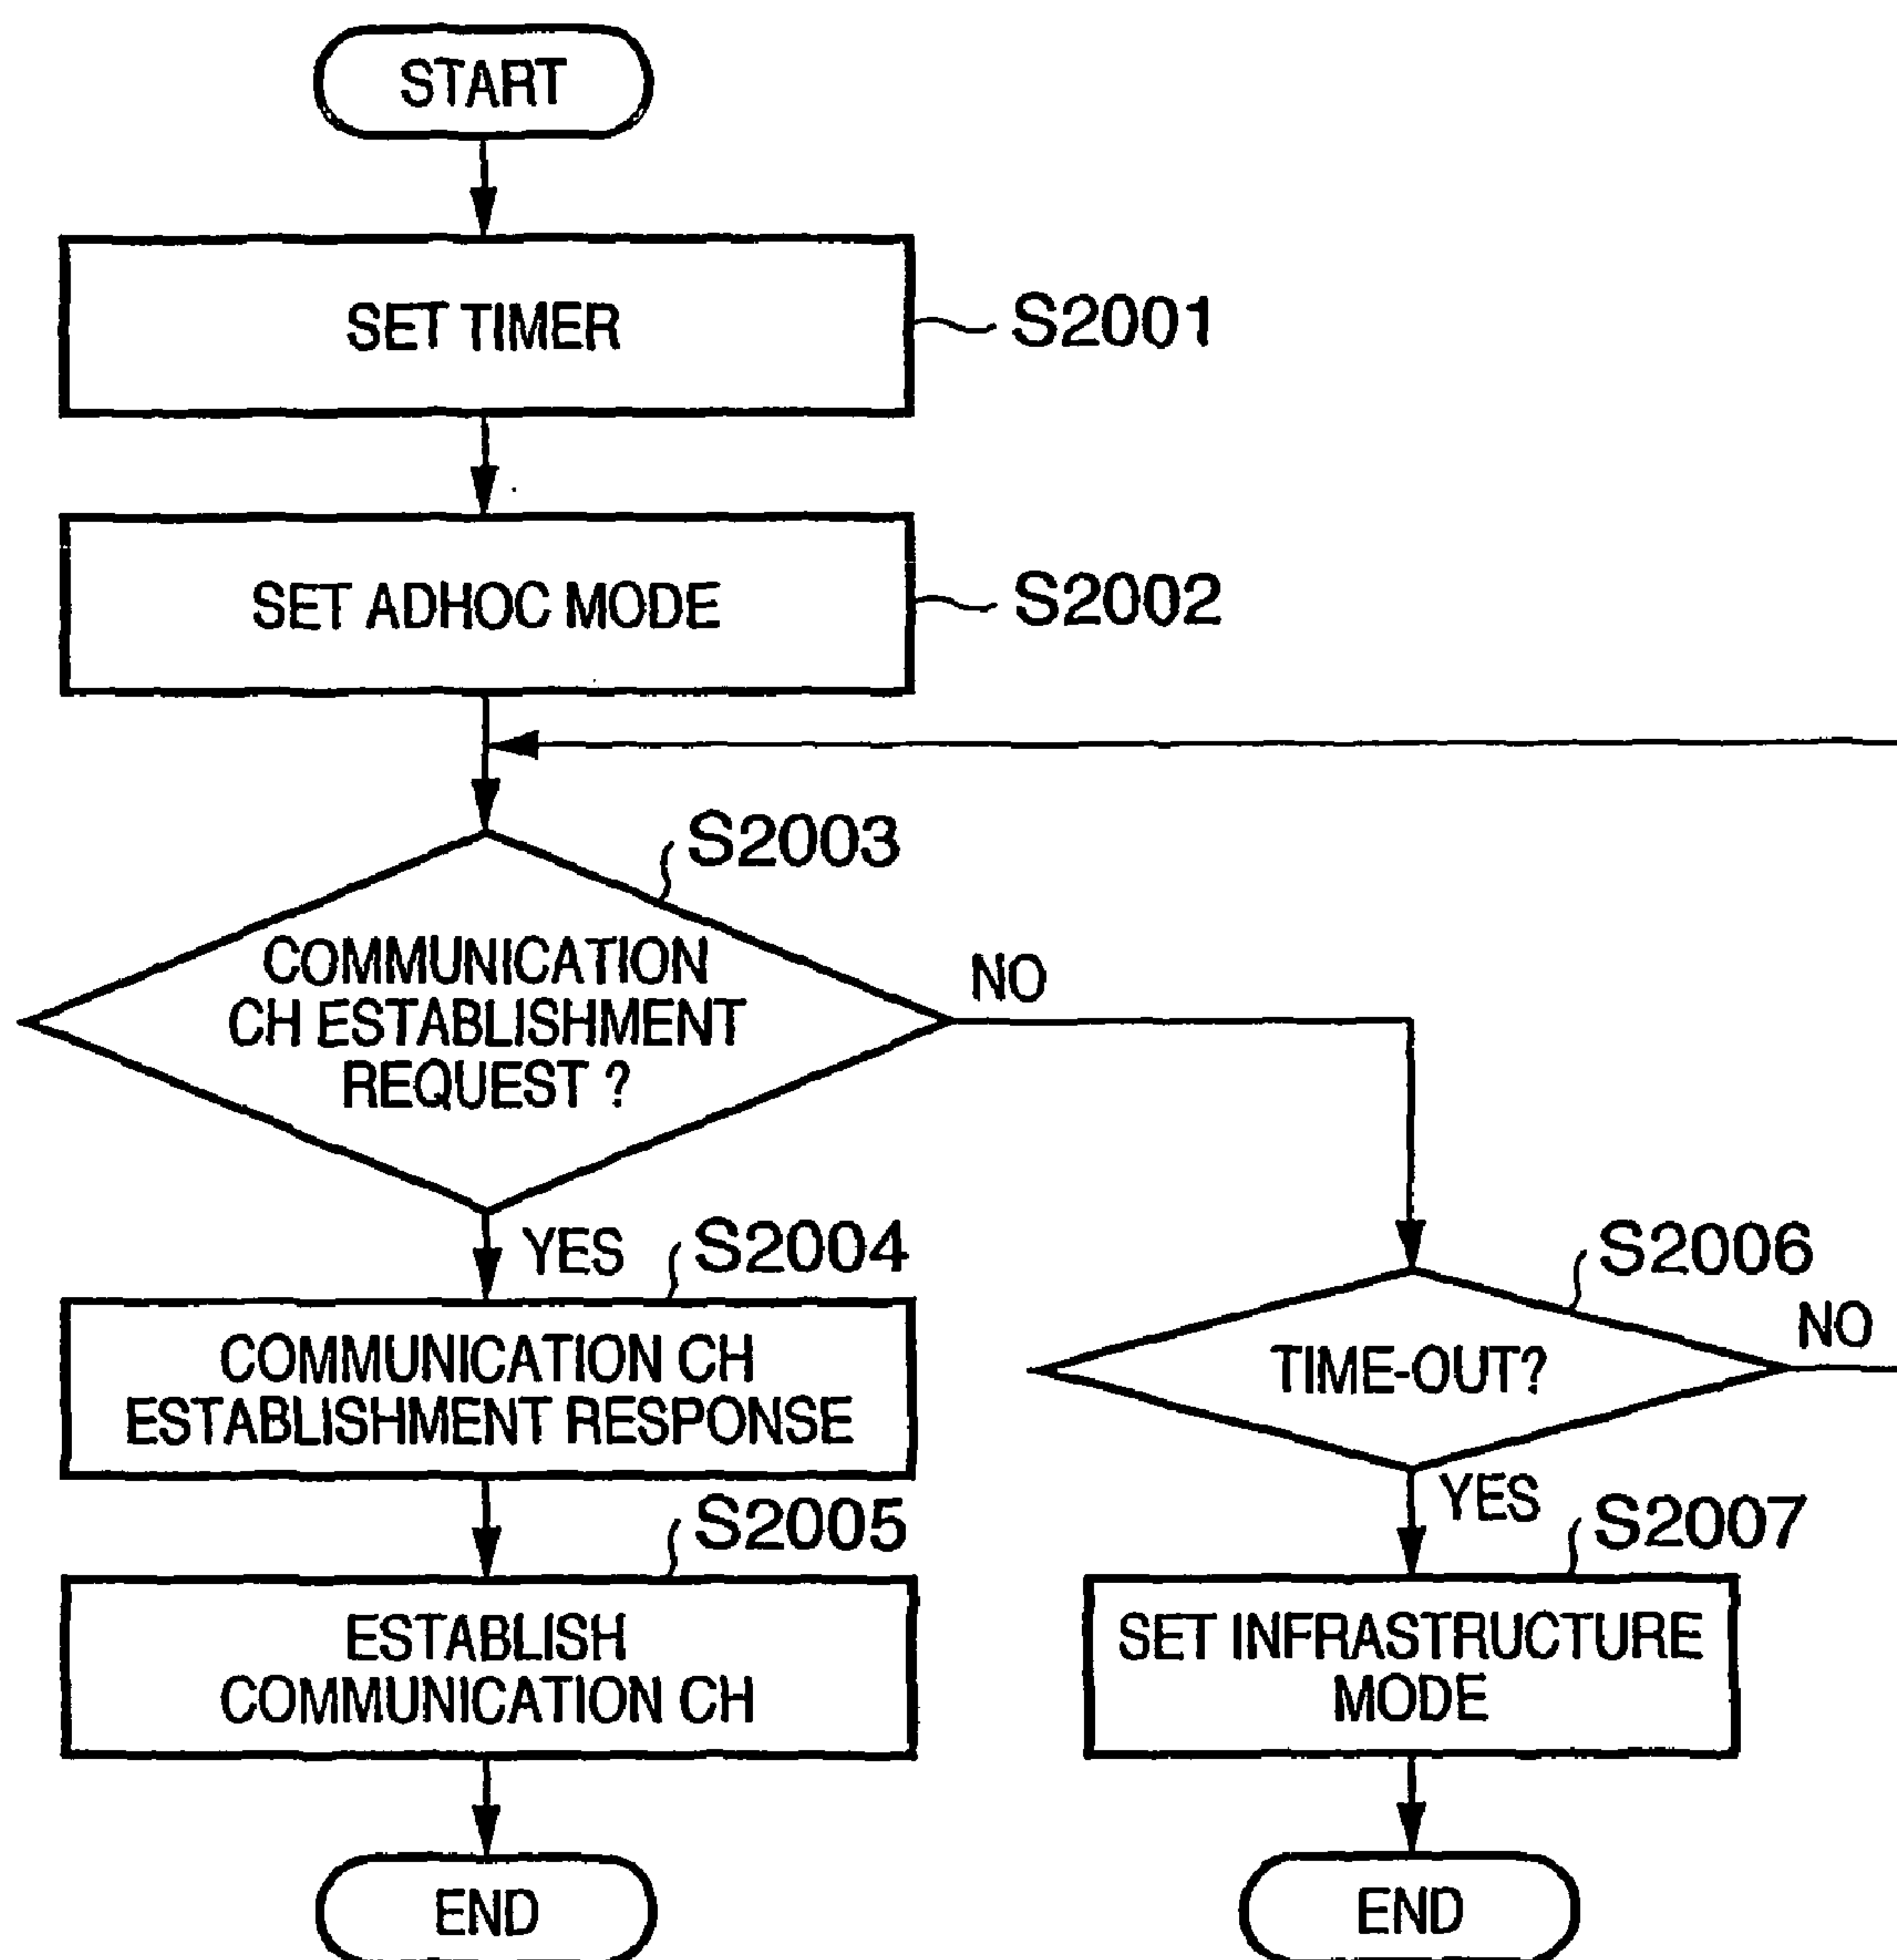 START
SET TIMER
S2001
SET ADHOC MODE
S2002
S2003
COMMUNICATION
CH ESTABLISHMENT
REQUEST ?
NO
YES
S2004
COMMUNICATION CH
ESTABLISHMENT RESPONSE
S2005
ESTABLISH
COMMUNICATION CH
END
S2006
TIME-OUT?
NO
YES
S2007
SET INFRASTRUCTURE
MODE
END